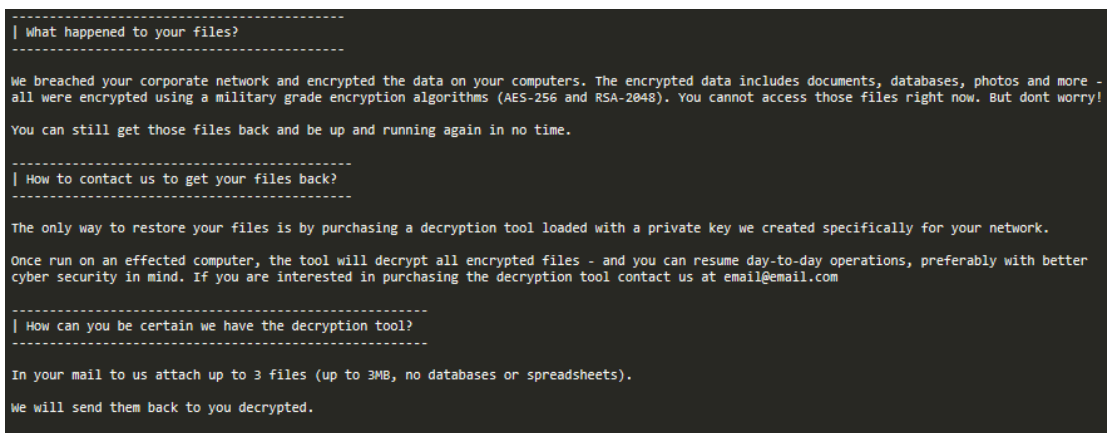 --------------------------------------------
| What happened to your files?
--------------------------------------------
We breached your corporate network and encrypted the data on your computers. The encrypted data includes documents, databases, photos and more -
all were encrypted using a military grade encryption algorithms (AES-256 and RSA-2048). You cannot access those files right now. But dont worry!
You can still get those files back and be up and running again in no time.
---------------------------------------------
| How to contact us to get your files back?
---------------------------------------------
The only way to restore your files is by purchasing a decryption tool loaded with a private key we created specifically for your network.
Once run on an effected computer, the tool will decrypt all encrypted files - and you can resume day-to-day operations, preferably with better
cyber security in mind. If you are interested in purchasing the decryption tool contact us at email@email.com
-------------------------------------------------------
| How can you be certain we have the decryption tool?
-------------------------------------------------------
In your mail to us attach up to 3 files (up to 3MB, no databases or spreadsheets).
We will send them back to you decrypted.